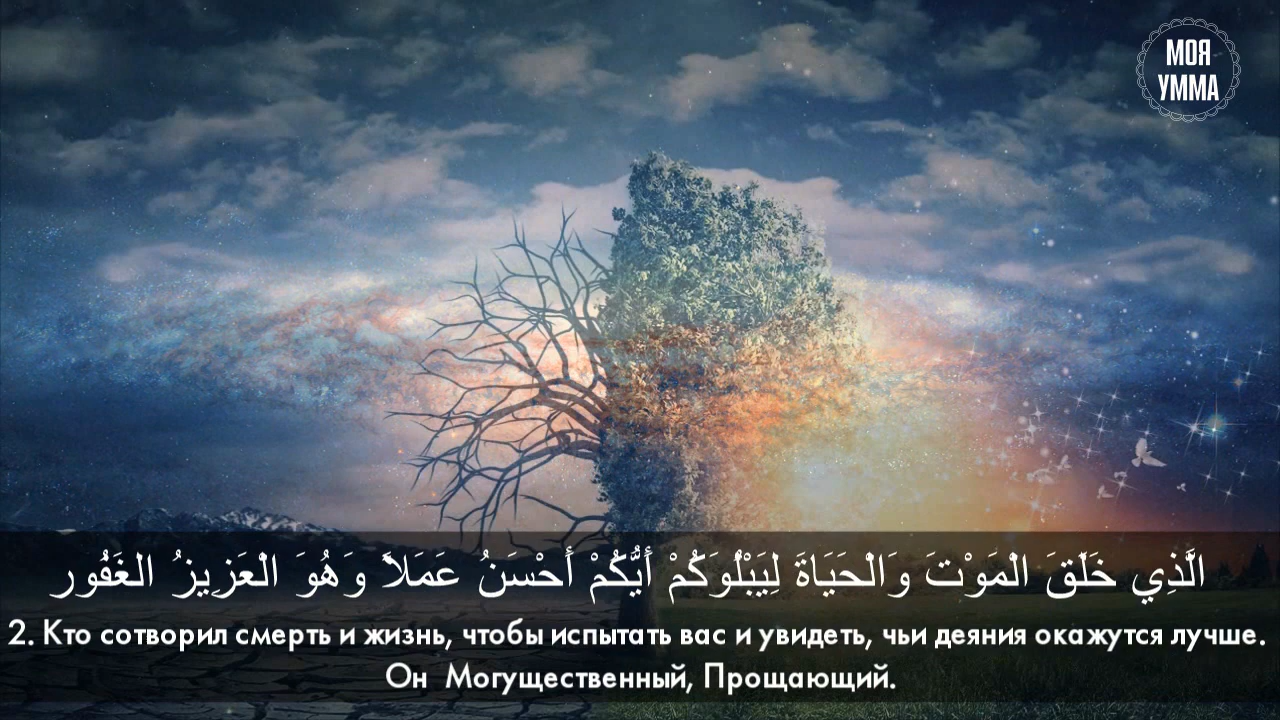 МОЯ
УММА
الَّذِي خَلَقَ الْمَوْتَ وَالْحَيَاةَ لِيَبْلُوَكُمْ أَيُّكُمْ أَحْسَنُ عَمَلاً وَهُوَ الْعَزِيزُ الْغَفُور
2. Кто сотворил смерть и жизнь, чтобы испытать вас и увидеть, чьи деяния окажутся лучше.
Он Могущественный, Прощающий.